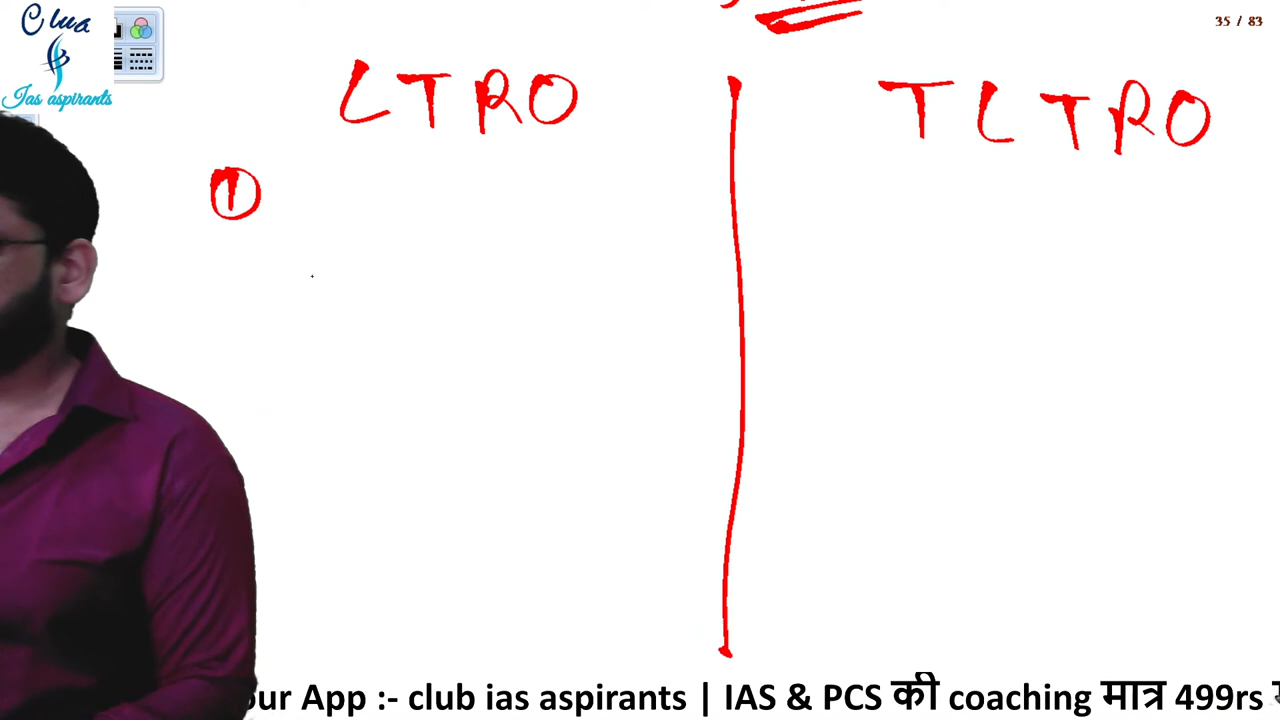 Clua
Ias aspirants
35 / 83
LTRO
TLTRO
1
our App :- club ias aspirants | IAS & PCS की coaching मात्र 499rs